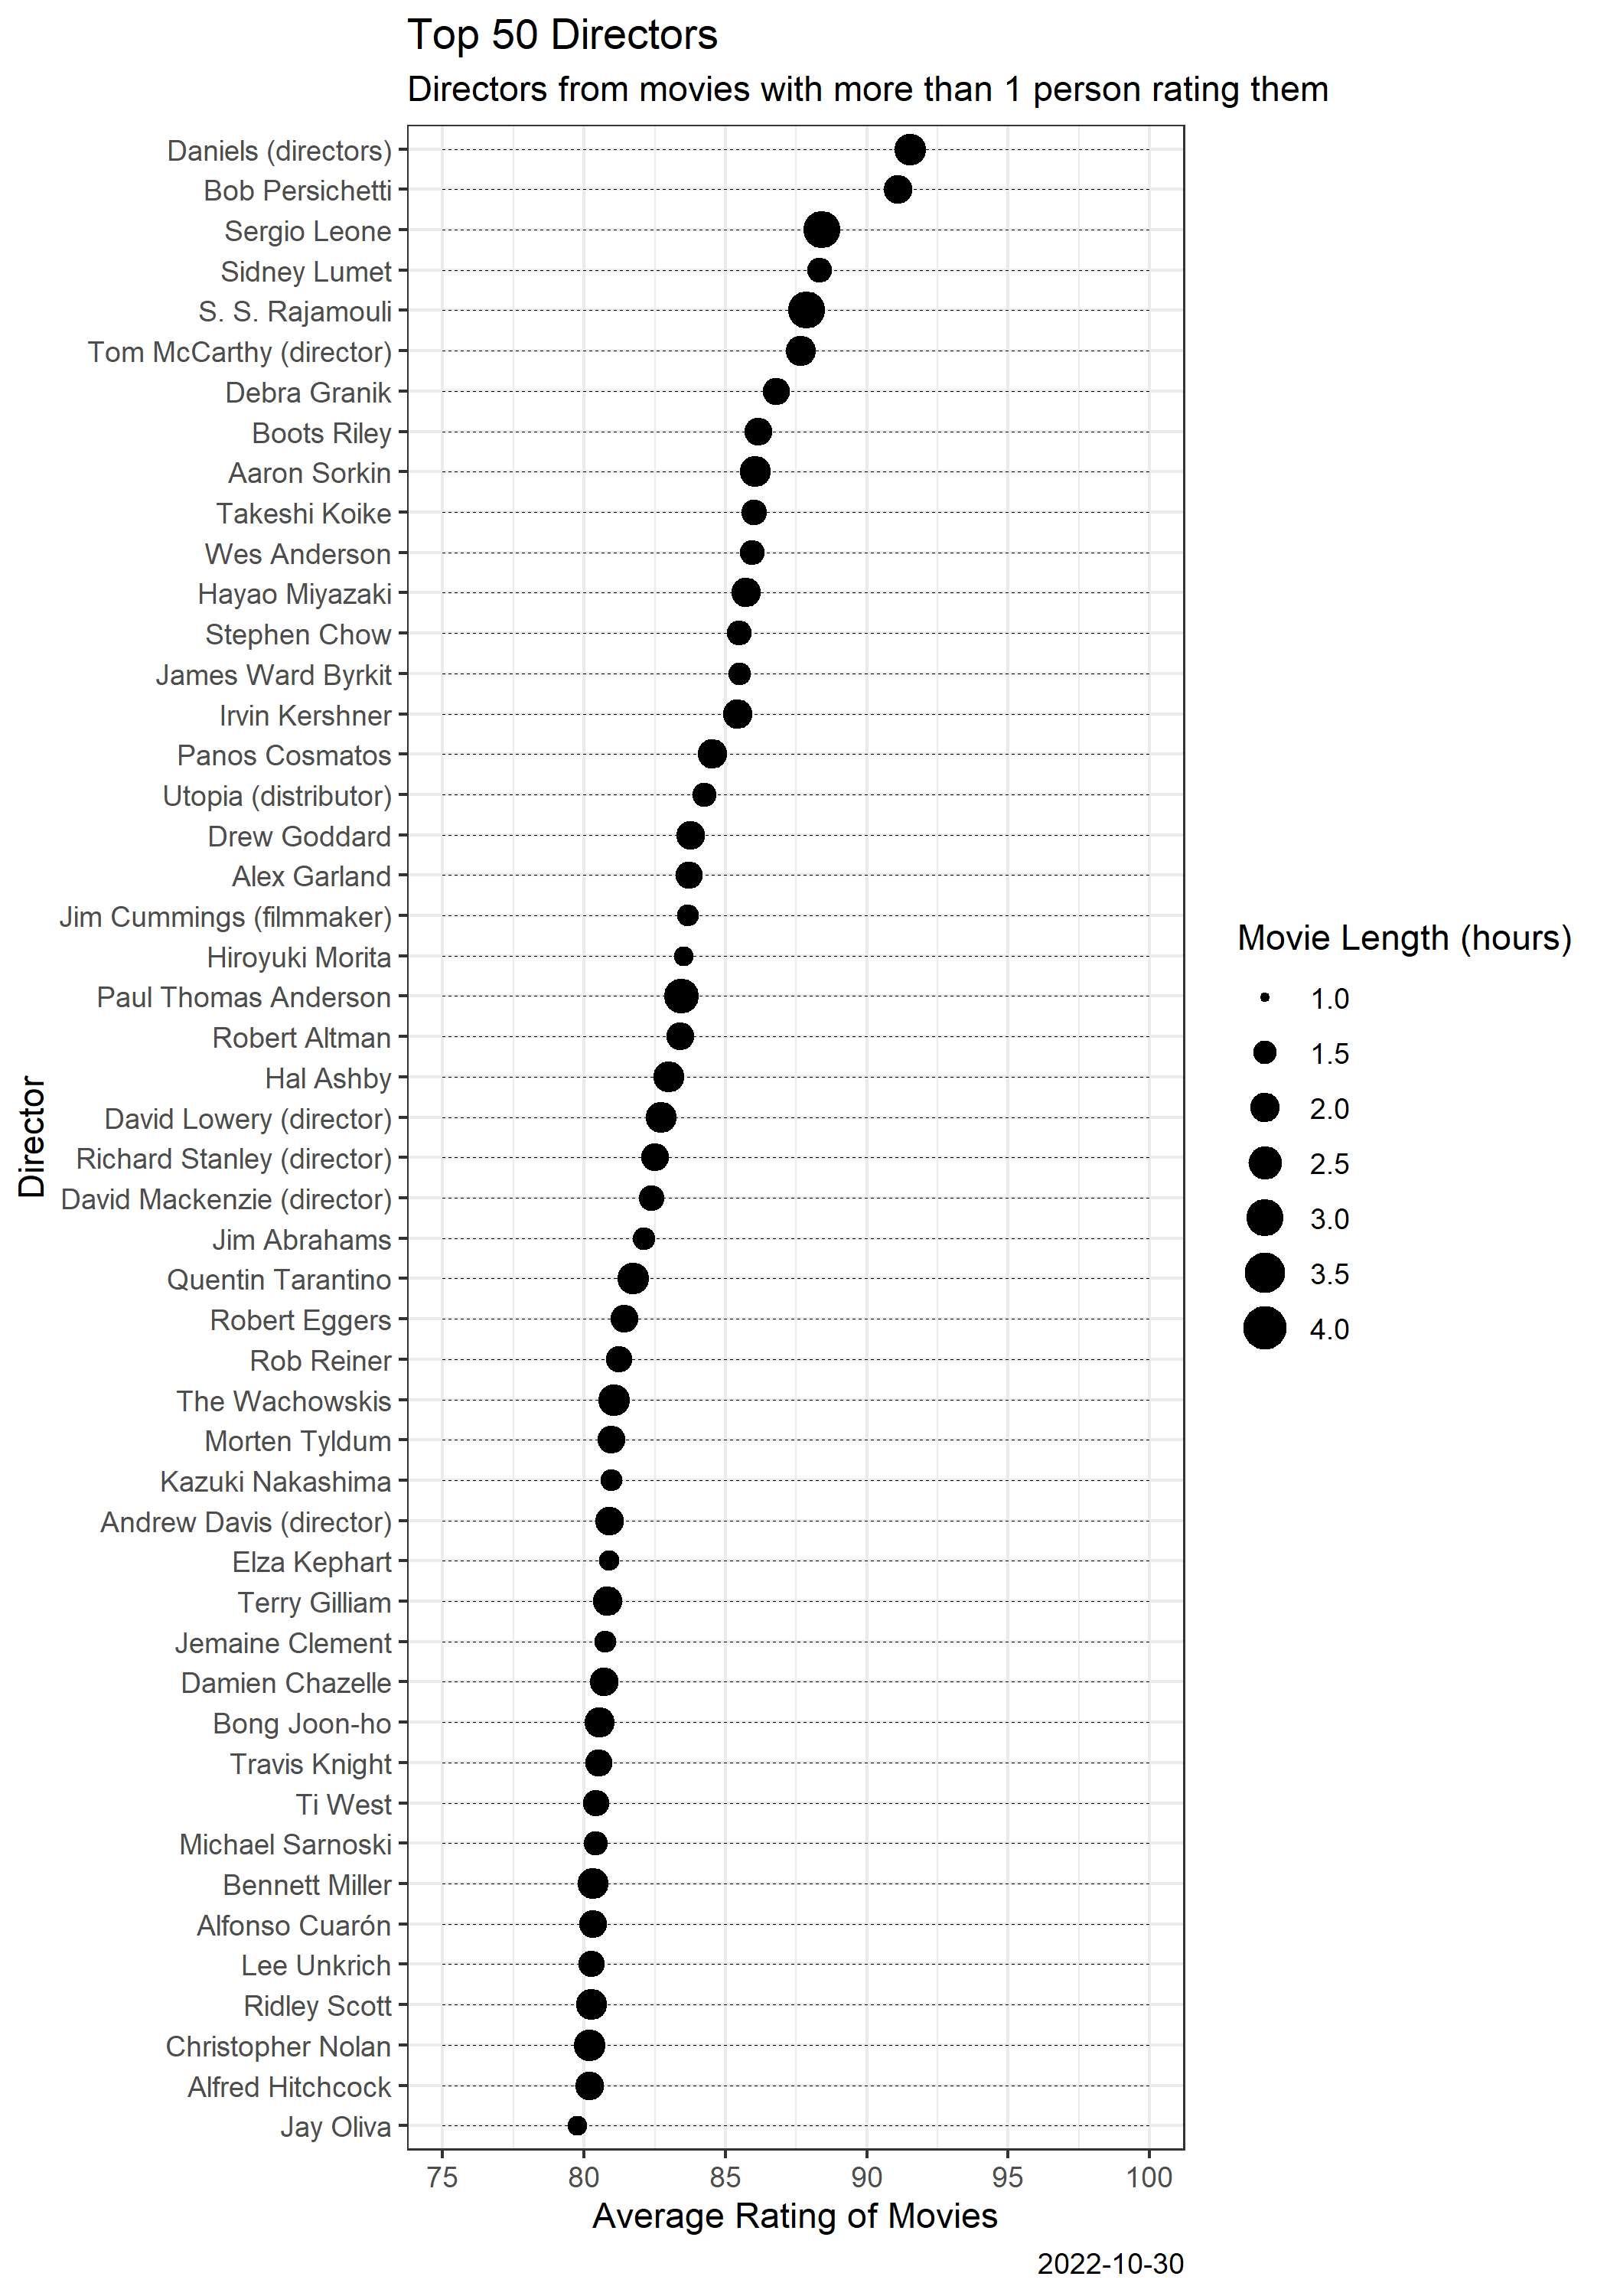 Top 50 Directors
Directors from movies with more than 1 person rating them
Daniels (directors)
Bob Persichetti
Sergio Leone
Sidney Lumet
S. S. Rajamouli
Tom McCarthy (director)
Debra Granik
Boots Riley
Aaron Sorkin
Takeshi Koike
Wes Anderson
Hayao Miyazaki
Stephen Chow
James Ward Byrkit
Irvin Kershner
Panos Cosmatos
Utopia (distributor)
Drew Goddard
Alex Garland
Jim Cummings (filmmaker)
Hiroyuki Morita
Paul Thomas Anderson
Robert Altman
Hal Ashby
David Lowery (director)
Richard Stanley (director)
David Mackenzie (director)
Jim Abrahams
Quentin Tarantino
Robert Eggers
Rob Reiner
The Wachowskis
Morten Tyldum
Kazuki Nakashima
Andrew Davis (director)
Elza Kephart
Terry Gilliam
Jemaine Clement
Damien Chazelle
Bong Joon-ho
Travis Knight
Ti West
Michael Sarnoski
Bennett Miller
Alfonso Cuarón
Lee Unkrich
Ridley Scott
Christopher Nolan
Alfred Hitchcock
Jay Oliva
Director
75 80 85 90 95 100
Average Rating of Movies
2022-10-30
Movie Length (hours)
1.0
1.5
2.0
2.5
3.0
3.5
4.0